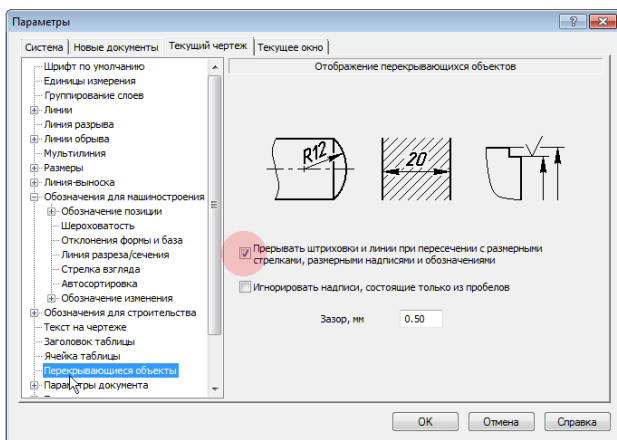 Параметры
Система
Новые документы
Текущий чертеж
Текущее окно
Шрифт по умолчанию
Единицы измерения
Группирование слоев
Линии
Линия разрыва
Линии обрыва
Мультилиния
Размеры
Линия-выноска
Обозначения для машиностроения
Обозначение позиции
Шероховатость
Отклонения формы и база
Линия разреза/сечения
Стрелка взгляда
Автосортировка
Обозначение изменения
Обозначения для строительства
Текст на чертеже
Заголовок таблицы
Ячейка таблицы
Перекрывающиеся объекты
Параметры документа
Отображение перекрывающихся объектов
R12
20
Прерывать штриховки и линии при пересечении с размерными
стрелками, размерными надписями и обозначениями
Игнорировать надписи, состоящие только из пробелов
Зазор, мм
0.50
OK
Отмена
Справка